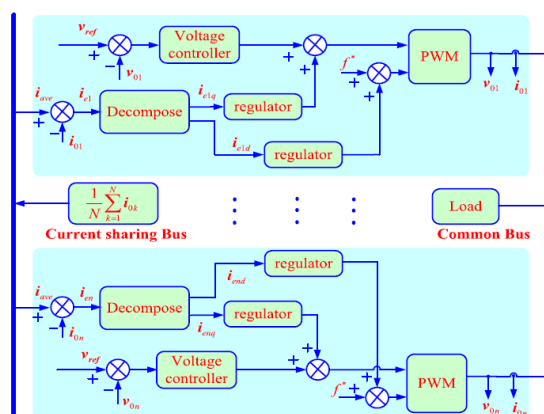 v_ref
+
−
v_01
Voltage controller
+
+
f*
+
+
PWM
v_01
i_01
i_ave
+
−
i_01
i_e1
Decompose
i_e1q
regulator
i_e1d
regulator
1/N ∑_{k=1}^{N} i_0k
Current sharing Bus
Load
Common Bus
i_ave
+
−
i_0n
i_en
Decompose
i_end
regulator
i_enq
regulator
v_ref
+
−
v_0n
Voltage controller
+
+
f*
+
+
PWM
v_0n
i_0n